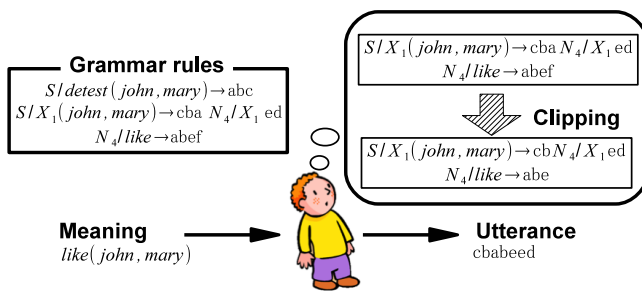 Grammar rules
S/detest(john, mary)→abc
S/X₁(john, mary)→cba N₄/X₁ ed
N₄/like→abef
S/X₁(john, mary)→cba N₄/X₁ ed
N₄/like→abef
Clipping
S/X₁(john, mary)→cb N₄/X₁ ed
N₄/like→abe
Meaning
like(john, mary)
Utterance
cbabeed